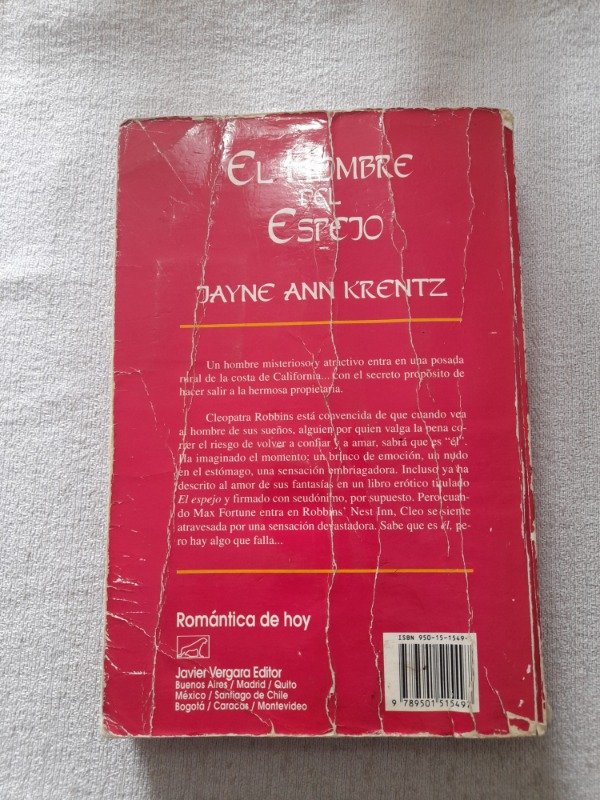 EL HOMBRE
DEL
ESPEJO
JAYNE ANN KRENTZ
Un hombre misterioso y atractivo entra en una posada
rural de la costa de California... con el secreto propósito de
hacer salir a la hermosa propietaria.
Cleopatra Robbins está convencida de que cuando vea
al hombre de sus sueños, alguien por quien valga la pena co-
rrer el riesgo de volver a confiar y a amar, sabrá que es “él”.
Ha imaginado el momento; un brinco de emoción, un nudo
en el estómago, una sensación embriagadora. Incluso ya ha
descrito al amor de sus fantasías en un libro erótico titulado
El espejo y firmado con seudónimo, por supuesto. Pero cuan-
do Max Fortune entra en Robbins’ Nest Inn, Cleo se siente
atravesada por una sensación devastadora. Sabe que es él, pe-
ro hay algo que falla...
Romántica de hoy
Javier Vergara Editor
Buenos Aires / Madrid / Quito
México / Santiago de Chile
Bogotá / Caracas / Montevideo
ISBN 950-15-1549-
9 789501 51549